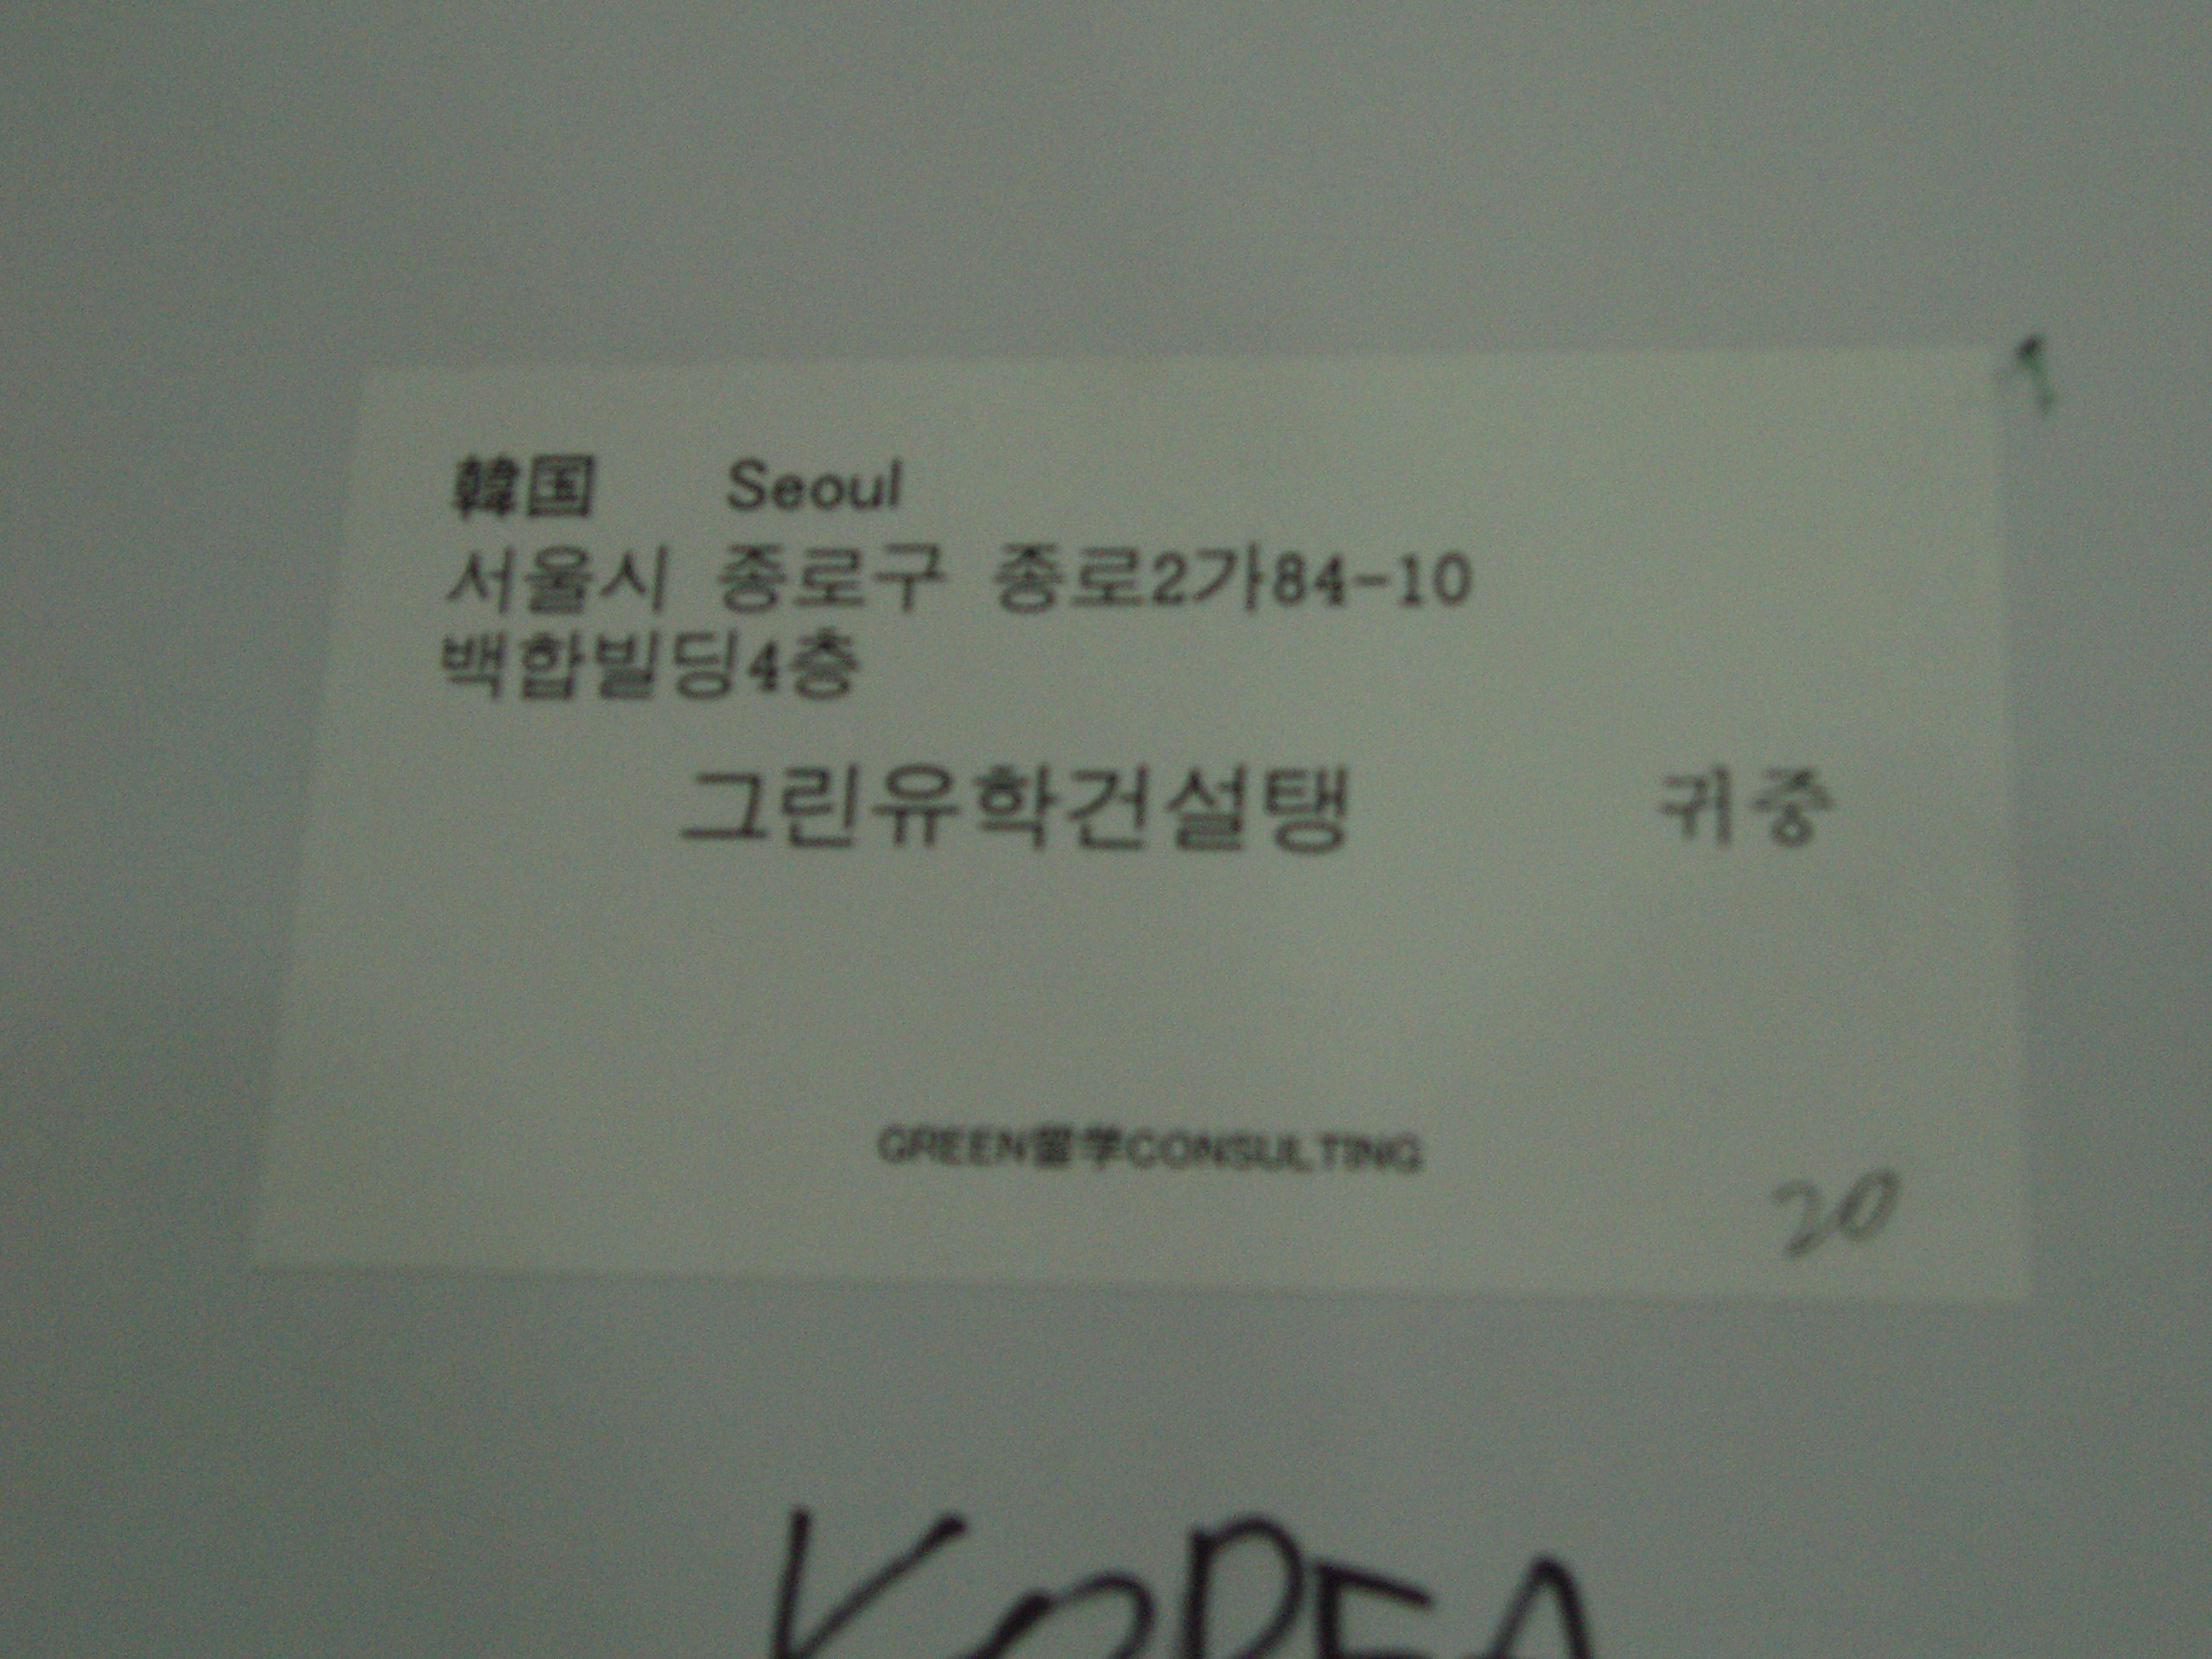 韓国 Seoul
서울시 종로구 종로2가84-10
백합빌딩4층
그린유학건설탱 귀중
GREEN留学CONSULTING
20
KOREA